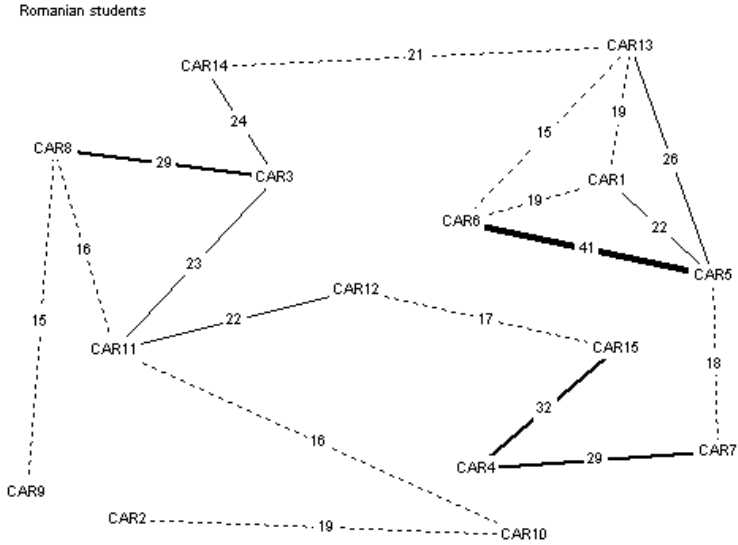 Romanian students
CAR13
CAR14
21
24
19
15
CAR8
29
26
CAR3
CAR1
19
CAR6
22
16
41
23
CAR5
CAR12
15
22
17
CAR11
CAR15
18
32
16
CAR7
29
CAR4
CAR9
CAR2
19
CAR10